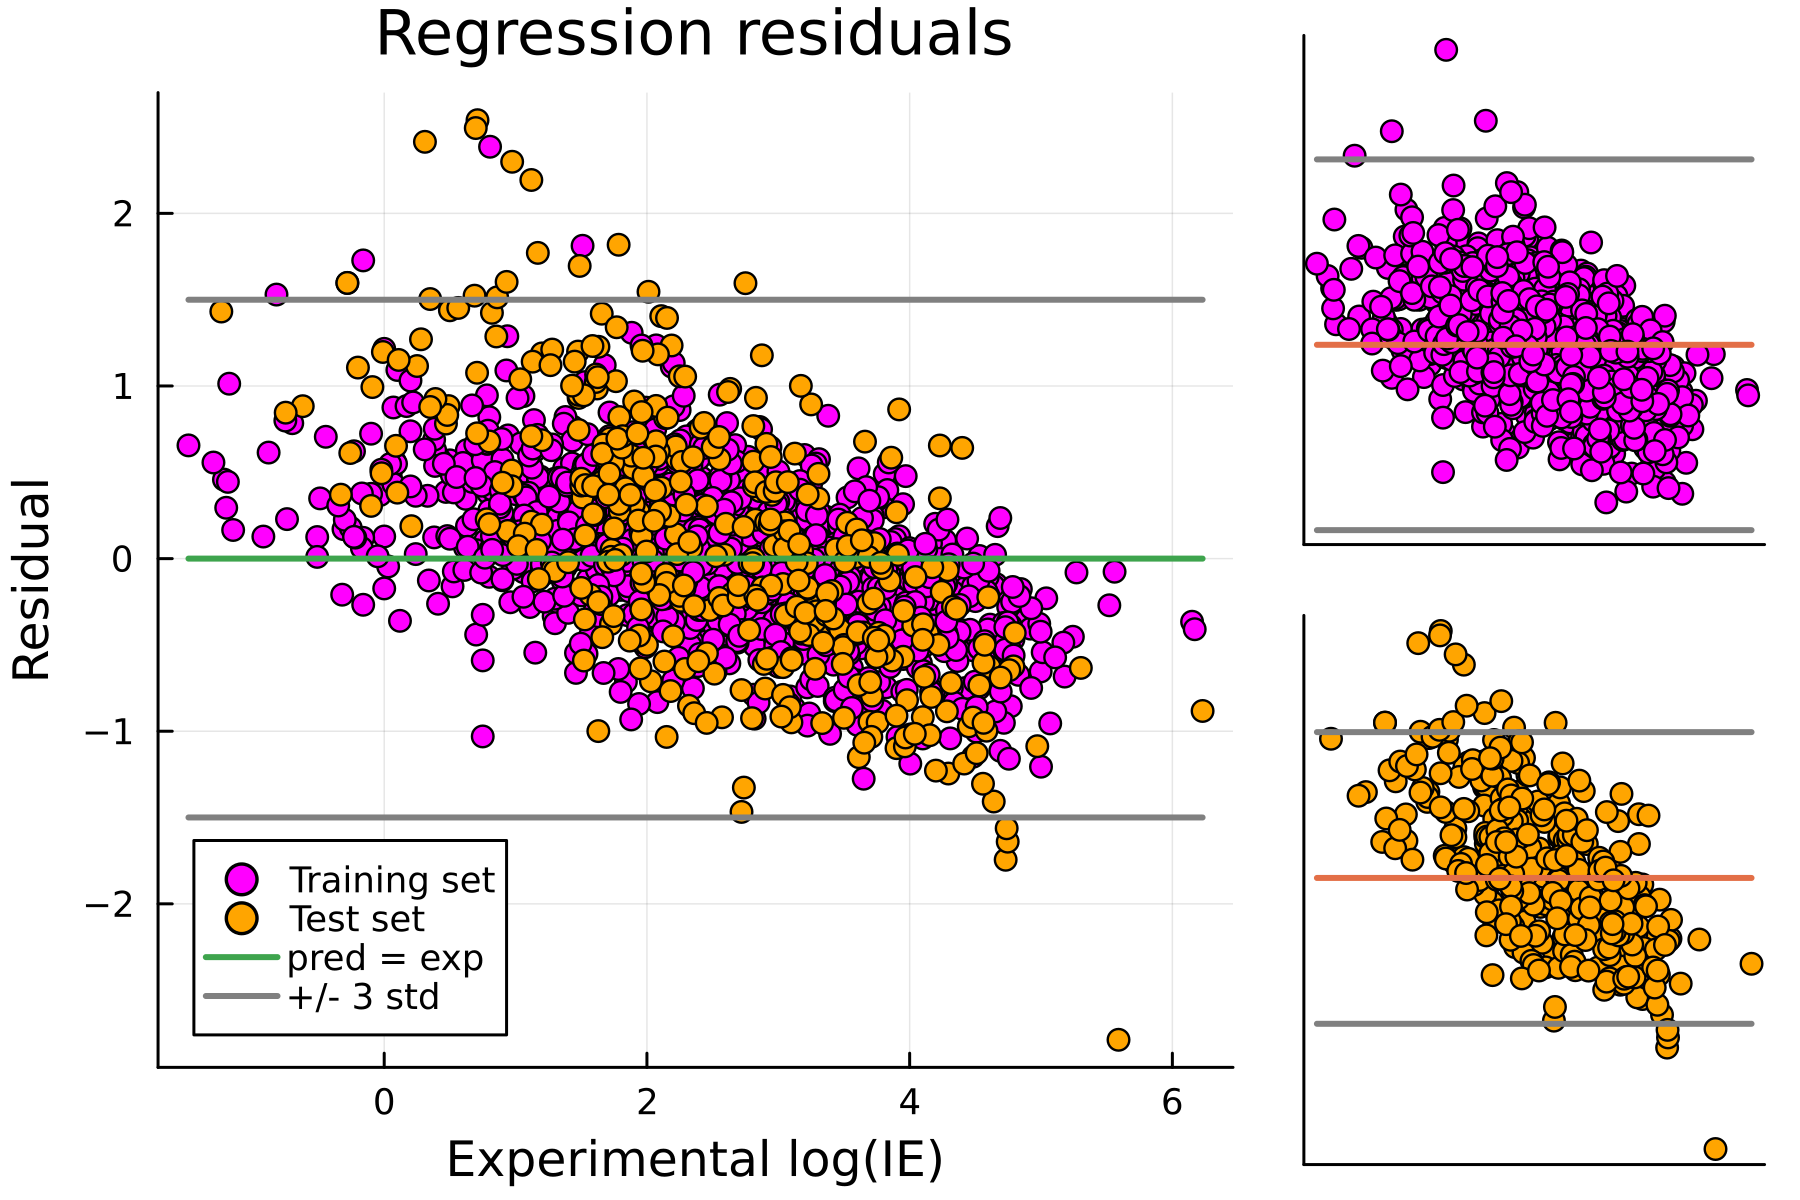 Regression residuals
Residual
2
1
0
−1
−2
Training set
Test set
pred = exp
+/- 3 std
0 2 4 6
Experimental log(IE)